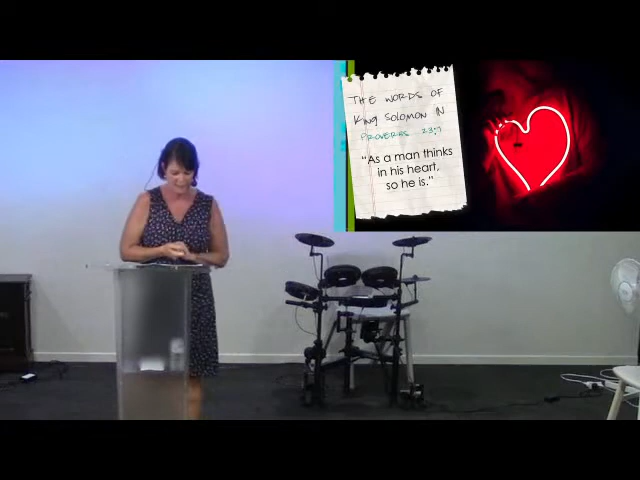 THE WORDS OF
KING SOLOMON IN
PROVERBS 23:7
"As a man thinks
in his heart,
so he is."